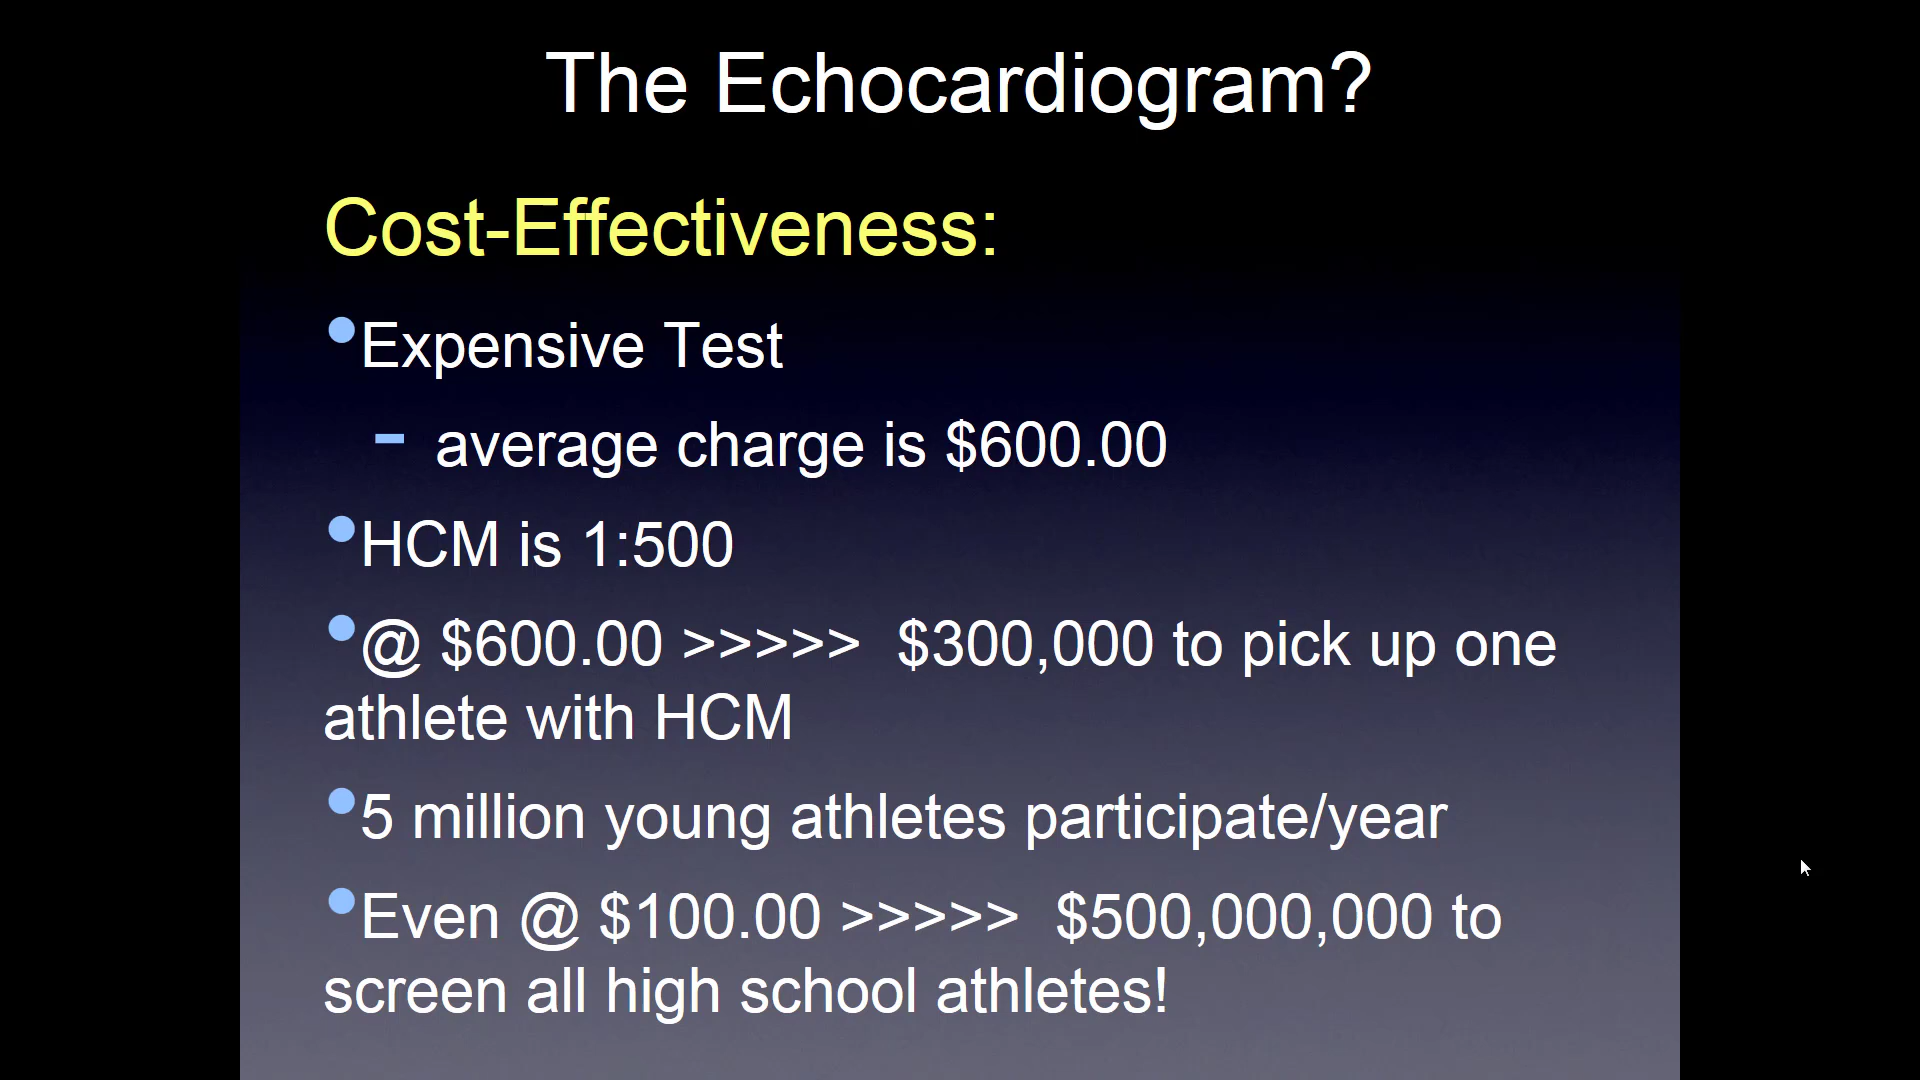 The Echocardiogram?
Cost-Effectiveness:
•Expensive Test
- average charge is $600.00
•HCM is 1:500
•@ $600.00 >>>>> $300,000 to pick up one
athlete with HCM
•5 million young athletes participate/year
•Even @ $100.00 >>>>> $500,000,000 to
screen all high school athletes!